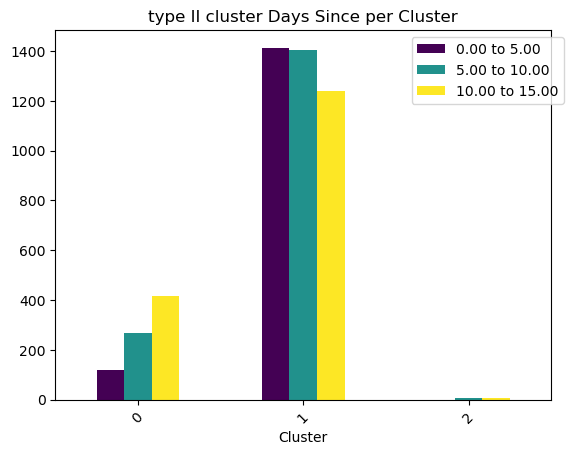 type II cluster Days Since per Cluster
0.00 to 5.00
5.00 to 10.00
10.00 to 15.00
1400
1200
1000
800
600
400
200
0
0
1
2
Cluster